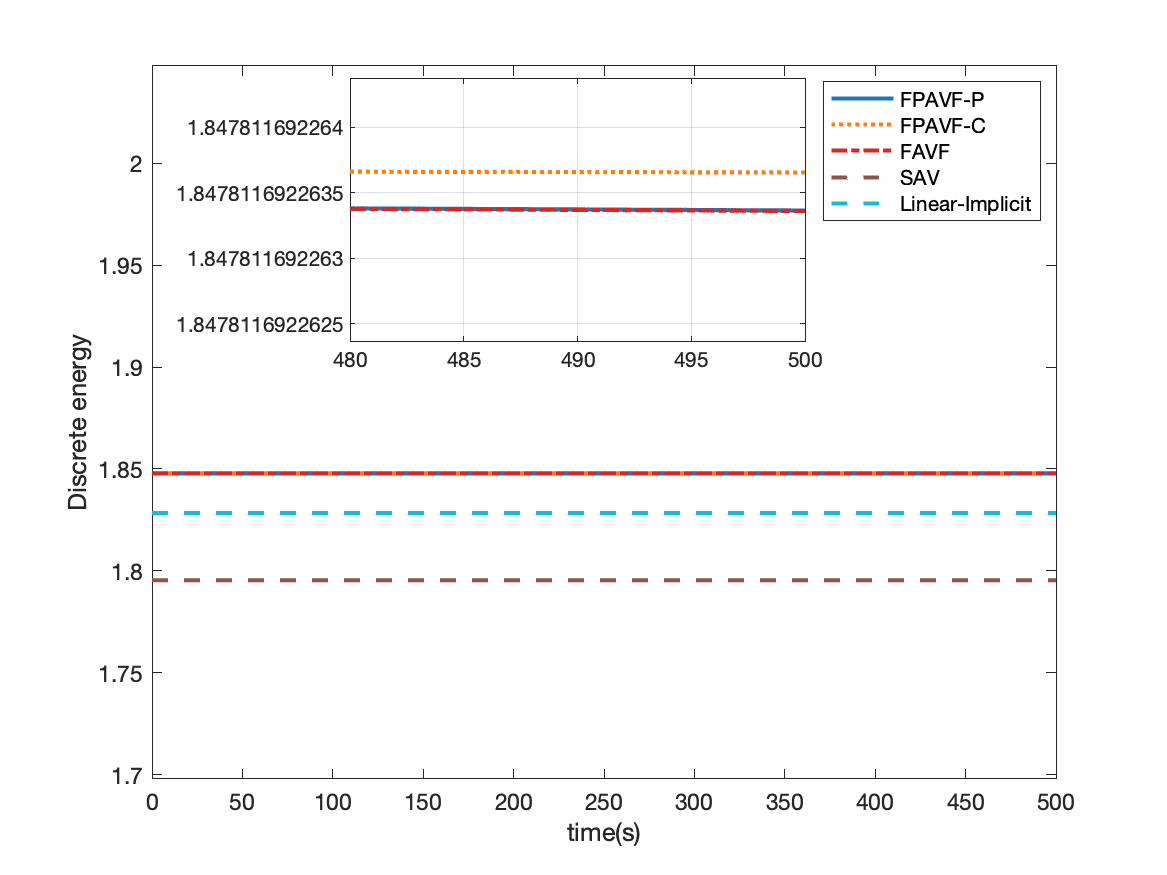 FPAVF-P
FPAVF-C
FAVF
SAV
Linear-Implicit
1.847811692264
1.8478116922635
1.847811692263
1.8478116922625
480 485 490 495 500
2
1.95
1.9
1.85
1.8
1.75
1.7
Discrete energy
0 50 100 150 200 250 300 350 400 450 500
time(s)